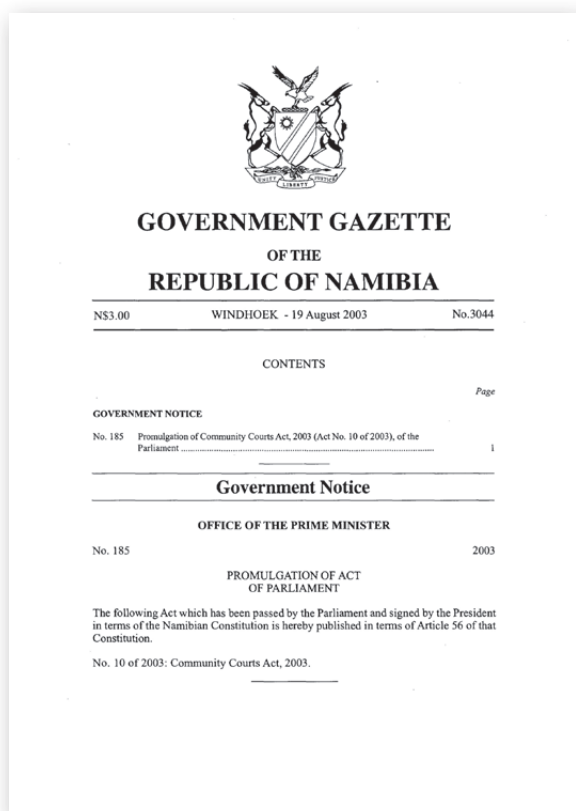 UNITY LIBERTY JUSTICE
GOVERNMENT GAZETTE
OF THE
REPUBLIC OF NAMIBIA
N$3.00 WINDHOEK - 19 August 2003 No.3044
CONTENTS
Page
GOVERNMENT NOTICE
No. 185 Promulgation of Community Courts Act, 2003 (Act No. 10 of 2003), of the
Parliament ........................................................................................................ 1
Government Notice
OFFICE OF THE PRIME MINISTER
No. 185 2003
PROMULGATION OF ACT
OF PARLIAMENT
The following Act which has been passed by the Parliament and signed by the President
in terms of the Namibian Constitution is hereby published in terms of Article 56 of that
Constitution.
No. 10 of 2003: Community Courts Act, 2003.